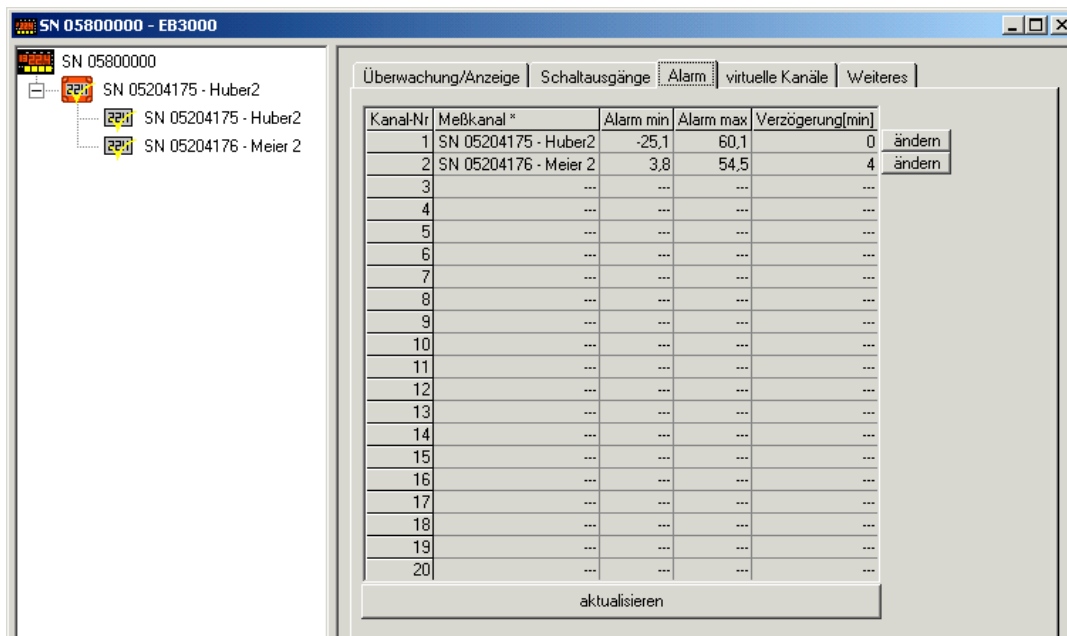 SN 05800000 - EB3000
SN 05800000
SN 05204175 - Huber2
SN 05204175 - Huber2
SN 05204176 - Meier 2
Überwachung/Anzeige Schaltausgänge Alarm virtuelle Kanäle Weiteres
Kanal-Nr Meßkanal * Alarm min Alarm max Verzögerung[min]
1 SN 05204175 - Huber2 -25,1 60,1 0 ändern
2 SN 05204176 - Meier 2 3,8 54,5 4 ändern
3 --- --- --- ---
4 --- --- --- ---
5 --- --- --- ---
6 --- --- --- ---
7 --- --- --- ---
8 --- --- --- ---
9 --- --- --- ---
10 --- --- --- ---
11 --- --- --- ---
12 --- --- --- ---
13 --- --- --- ---
14 --- --- --- ---
15 --- --- --- ---
16 --- --- --- ---
17 --- --- --- ---
18 --- --- --- ---
19 --- --- --- ---
20 --- --- --- ---
aktualisieren